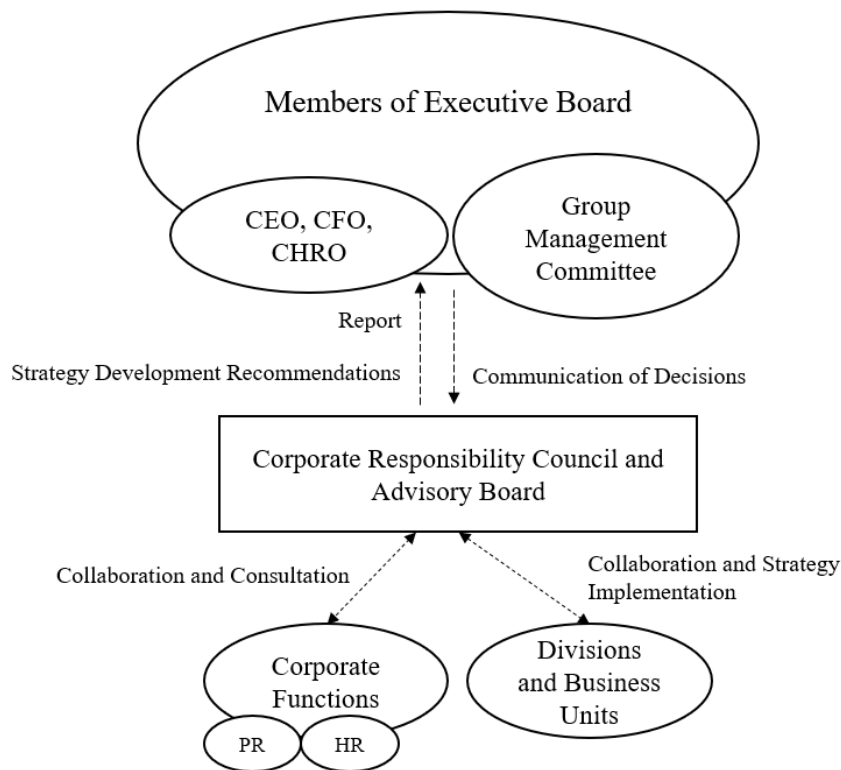 Members of Executive Board
CEO, CFO,
CHRO
Group
Management
Committee
Report
Strategy Development Recommendations
Communication of Decisions
Corporate Responsibility Council and
Advisory Board
Collaboration and Consultation
Collaboration and Strategy
Implementation
Corporate
Functions
PR
HR
Divisions
and Business
Units